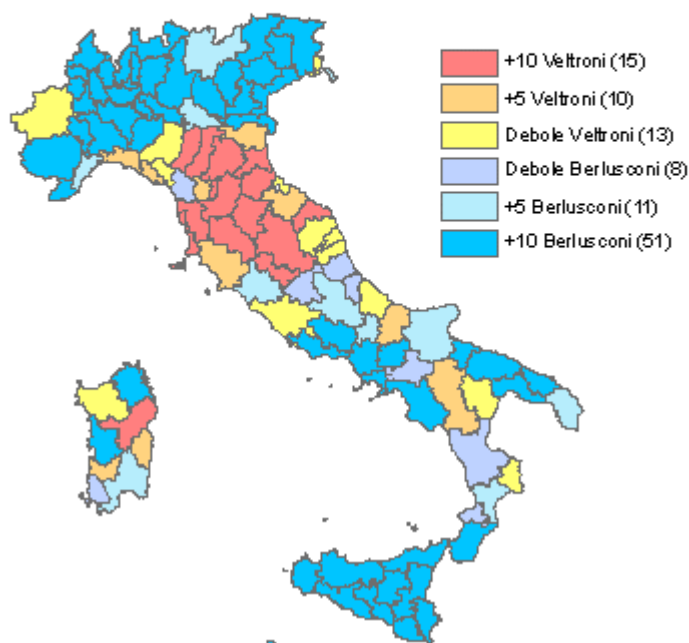 +10 Veltroni (15)
+5 Veltroni (10)
Debole Veltroni (13)
Debole Berlusconi (8)
+5 Berlusconi (11)
+10 Berlusconi (51)